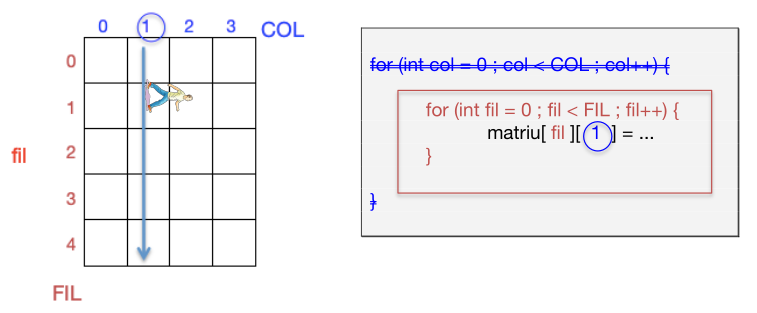 0 1 2 3 COL
0
1
fil 2
3
4
FIL
for (int col = 0 ; col < COL ; col++) {
for (int fil = 0 ; fil < FIL ; fil++) {
matriu[ fil ][ 1 ] = ...
}
}